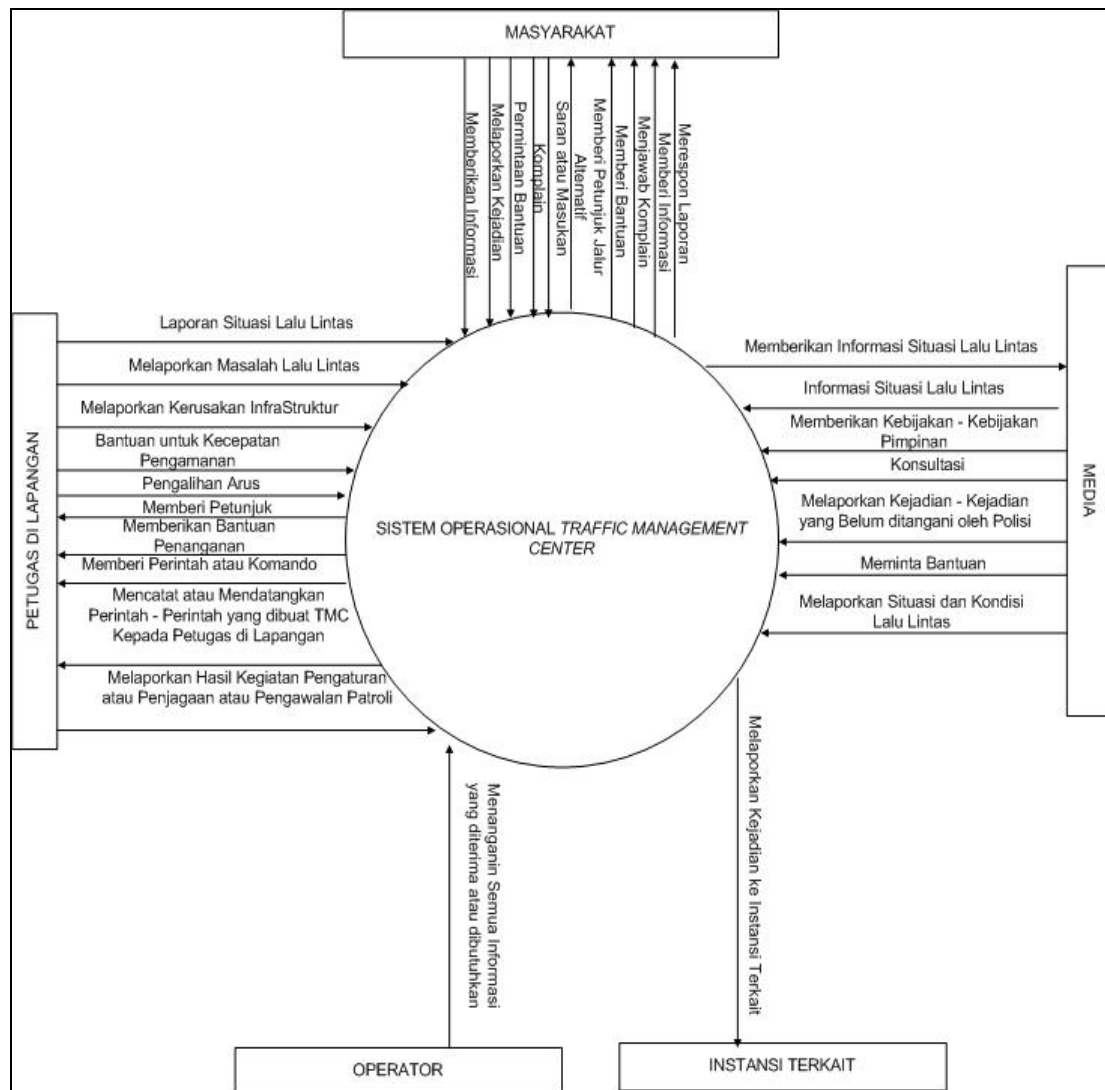 MASYARAKAT
Memberikan Informasi
Melaporkan Kejadian
Permintaan Bantuan
Komplain
Saran atau Masukan
Memberi Petunjuk Jalur
Alternatif
Memberi Bantuan
Menjawab Komplain
Memberi Informasi
Merespon Laporan
PETUGAS DI LAPANGAN
Laporan Situasi Lalu Lintas
Melaporkan Masalah Lalu Lintas
Melaporkan Kerusakan InfraStruktur
Bantuan untuk Kecepatan
Pengamanan
Pengalihan Arus
Memberi Petunjuk
Memberikan Bantuan
Penanganan
Memberi Perintah atau Komando
Mencatat atau Mendatangkan
Perintah - Perintah yang dibuat TMC
Kepada Petugas di Lapangan
Melaporkan Hasil Kegiatan Pengaturan
atau Penjagaan atau Pengawalan Patroli
SISTEM OPERASIONAL TRAFFIC MANAGEMENT
CENTER
Memberikan Informasi Situasi Lalu Lintas
Informasi Situasi Lalu Lintas
Memberikan Kebijakan - Kebijakan
Pimpinan
Konsultasi
Melaporkan Kejadian - Kejadian
yang Belum ditangani oleh Polisi
Meminta Bantuan
Melaporkan Situasi dan Kondisi
Lalu Lintas
MEDIA
Menanganin Semua Informasi
yang diterima atau dibutuhkan
Melaporkan Kejadian ke Instansi Terkait
OPERATOR
INSTANSI TERKAIT